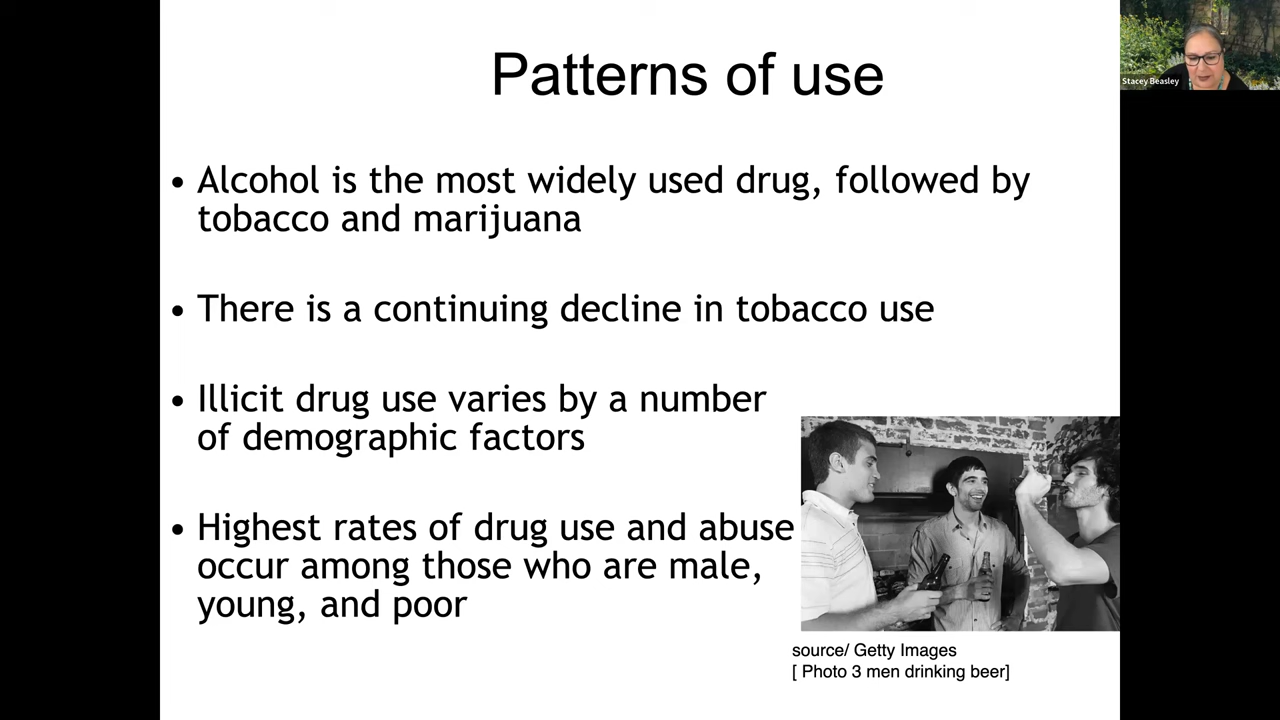 Patterns of use
Stacey Beasley
• Alcohol is the most widely used drug, followed by
tobacco and marijuana
• There is a continuing decline in tobacco use
• Illicit drug use varies by a number
of demographic factors
• Highest rates of drug use and abuse
occur among those who are male,
young, and poor
source/ Getty Images
[ Photo 3 men drinking beer]